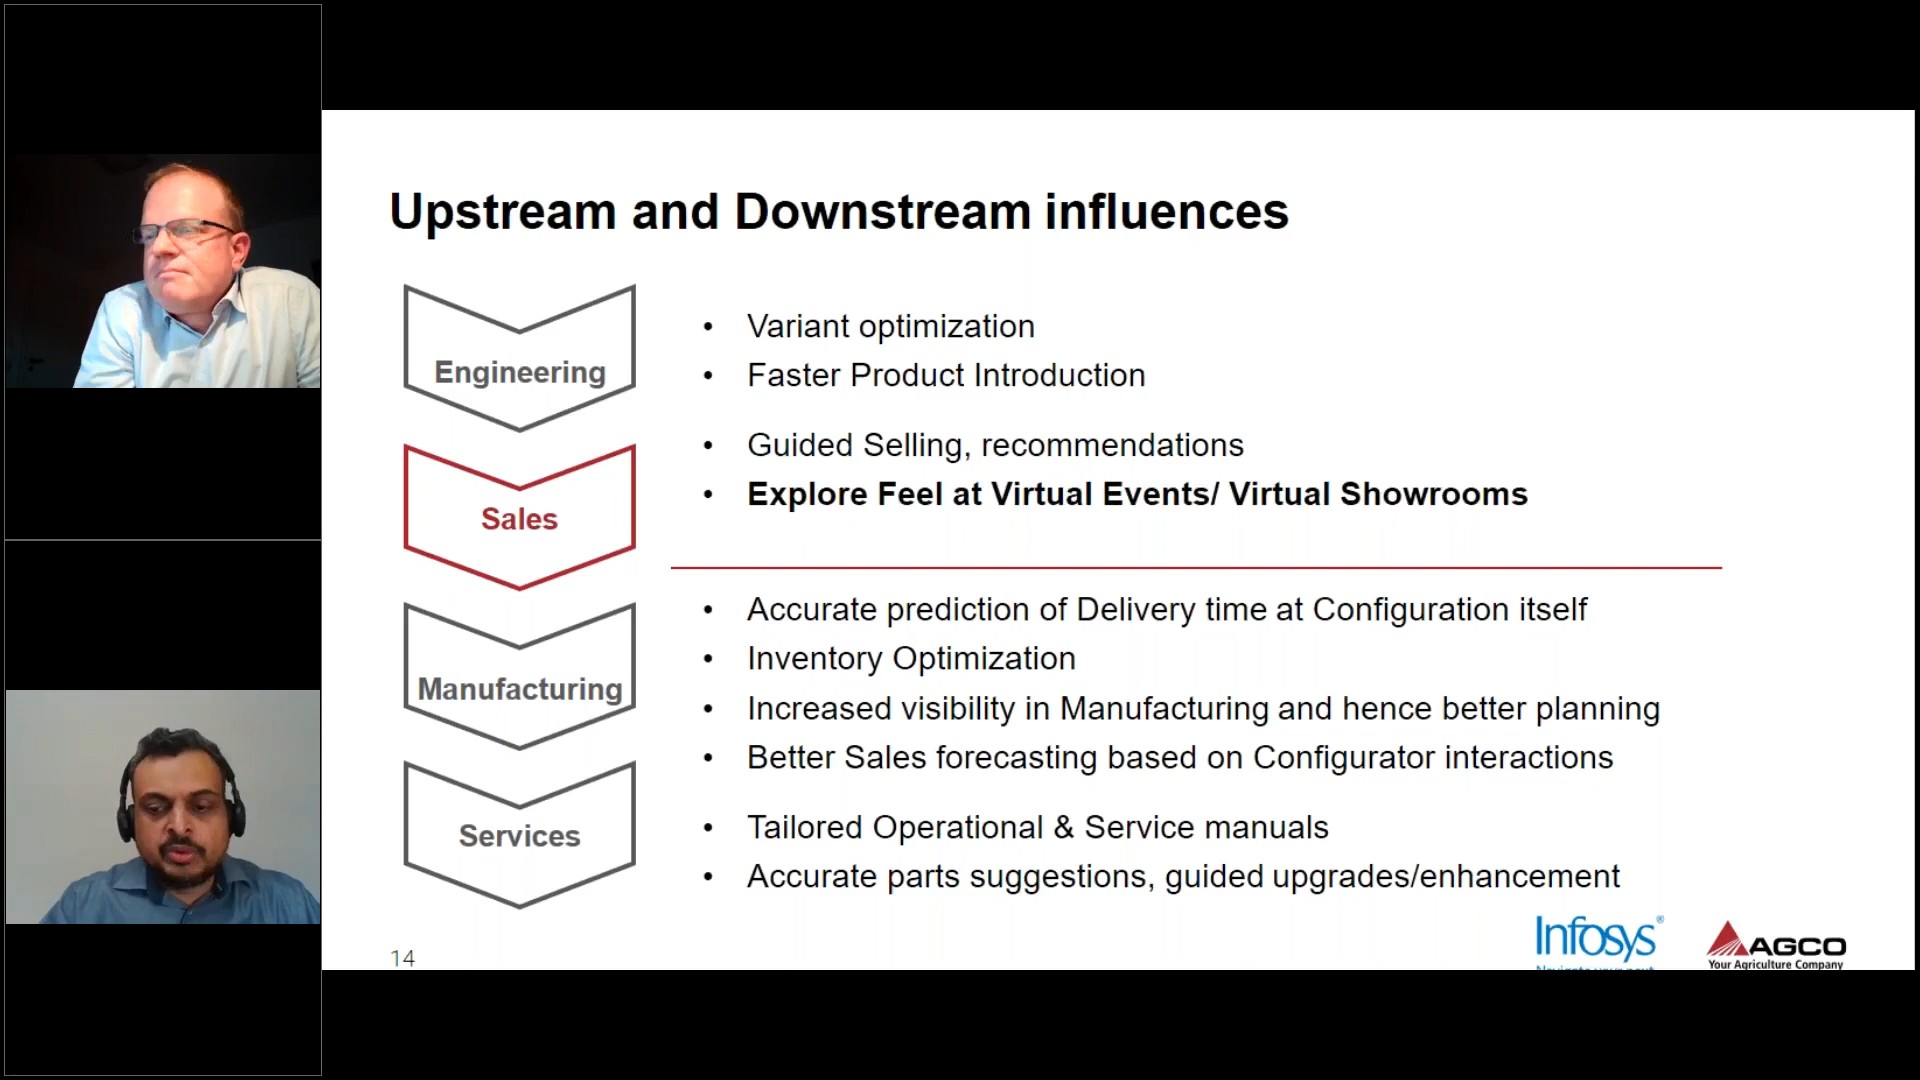 Upstream and Downstream influences
Engineering
• Variant optimization
• Faster Product Introduction
Sales
• Guided Selling, recommendations
• Explore Feel at Virtual Events/ Virtual Showrooms
Manufacturing
• Accurate prediction of Delivery time at Configuration itself
• Inventory Optimization
• Increased visibility in Manufacturing and hence better planning
• Better Sales forecasting based on Configurator interactions
Services
• Tailored Operational & Service manuals
• Accurate parts suggestions, guided upgrades/enhancement
14
Infosys®
AGCO
Your Agriculture Company